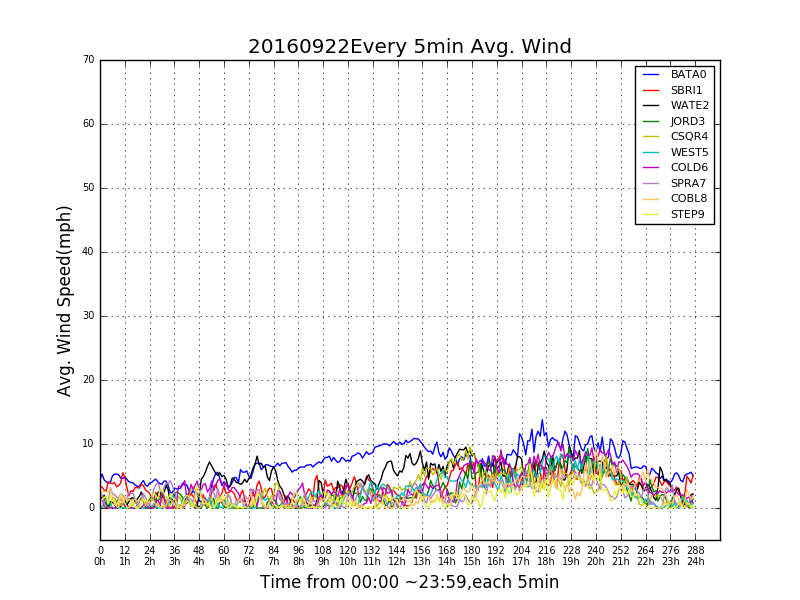 20160922Every 5min Avg. Wind
70
60
50
40
30
20
10
0
Avg. Wind Speed(mph)
BATA0
SBRI1
WATE2
JORD3
CSQR4
WEST5
COLD6
SPRA7
COBL8
STEP9
0 12 24 36 48 60 72 84 96 108 120 132 144 156 168 180 192 204 216 228 240 252 264 276 288
0h 1h 2h 3h 4h 5h 6h 7h 8h 9h 10h 11h 12h 13h 14h 15h 16h 17h 18h 19h 20h 21h 22h 23h 24h
Time from 00:00 ~23:59,each 5min